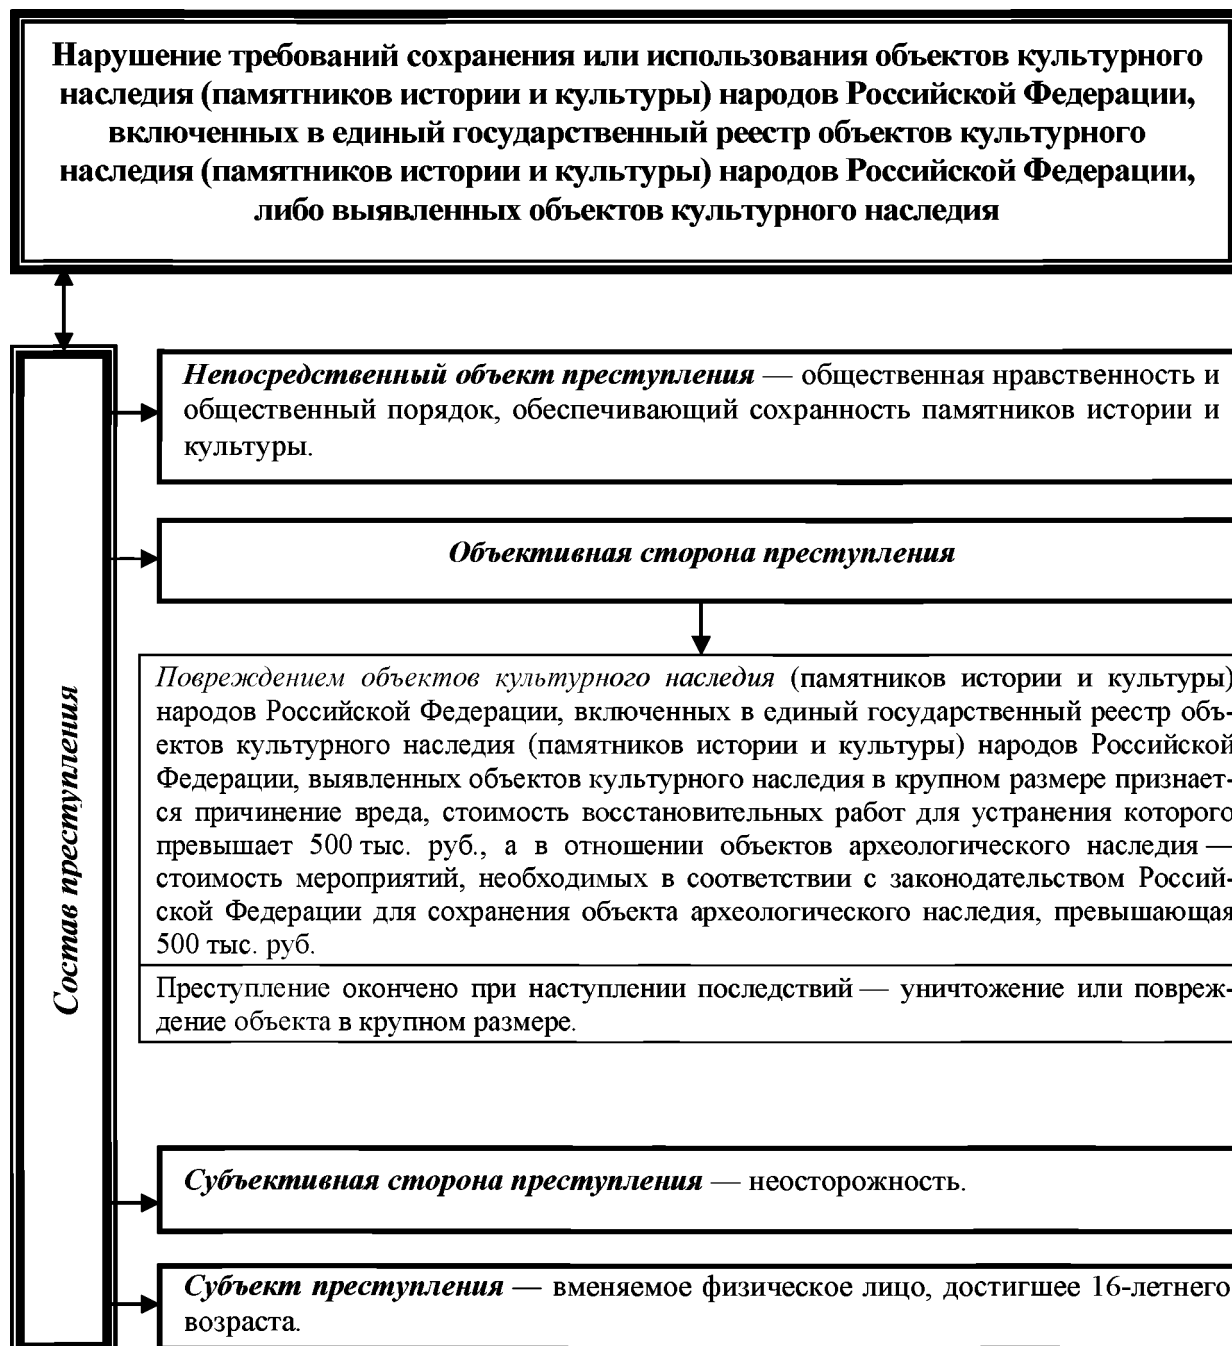 Нарушение требований сохранения или использования объектов культурного
наследия (памятников истории и культуры) народов Российской Федерации,
включенных в единый государственный реестр объектов культурного
наследия (памятников истории и культуры) народов Российской Федерации,
либо выявленных объектов культурного наследия
Состав преступления
Непосредственный объект преступления — общественная нравственность и
общественный порядок, обеспечивающий сохранность памятников истории и
культуры.
Объективная сторона преступления
Повреждением объектов культурного наследия (памятников истории и культуры)
народов Российской Федерации, включенных в единый государственный реестр объ-
ектов культурного наследия (памятников истории и культуры) народов Российской
Федерации, выявленных объектов культурного наследия в крупном размере признает-
ся причинение вреда, стоимость восстановительных работ для устранения которого
превышает 500 тыс. руб., а в отношении объектов археологического наследия —
стоимость мероприятий, необходимых в соответствии с законодательством Россий-
ской Федерации для сохранения объекта археологического наследия, превышающая
500 тыс. руб.
Преступление окончено при наступлении последствий — уничтожение или повреж-
дение объекта в крупном размере.
Субъективная сторона преступления — неосторожность.
Субъект преступления — вменяемое физическое лицо, достигшее 16-летнего
возраста.